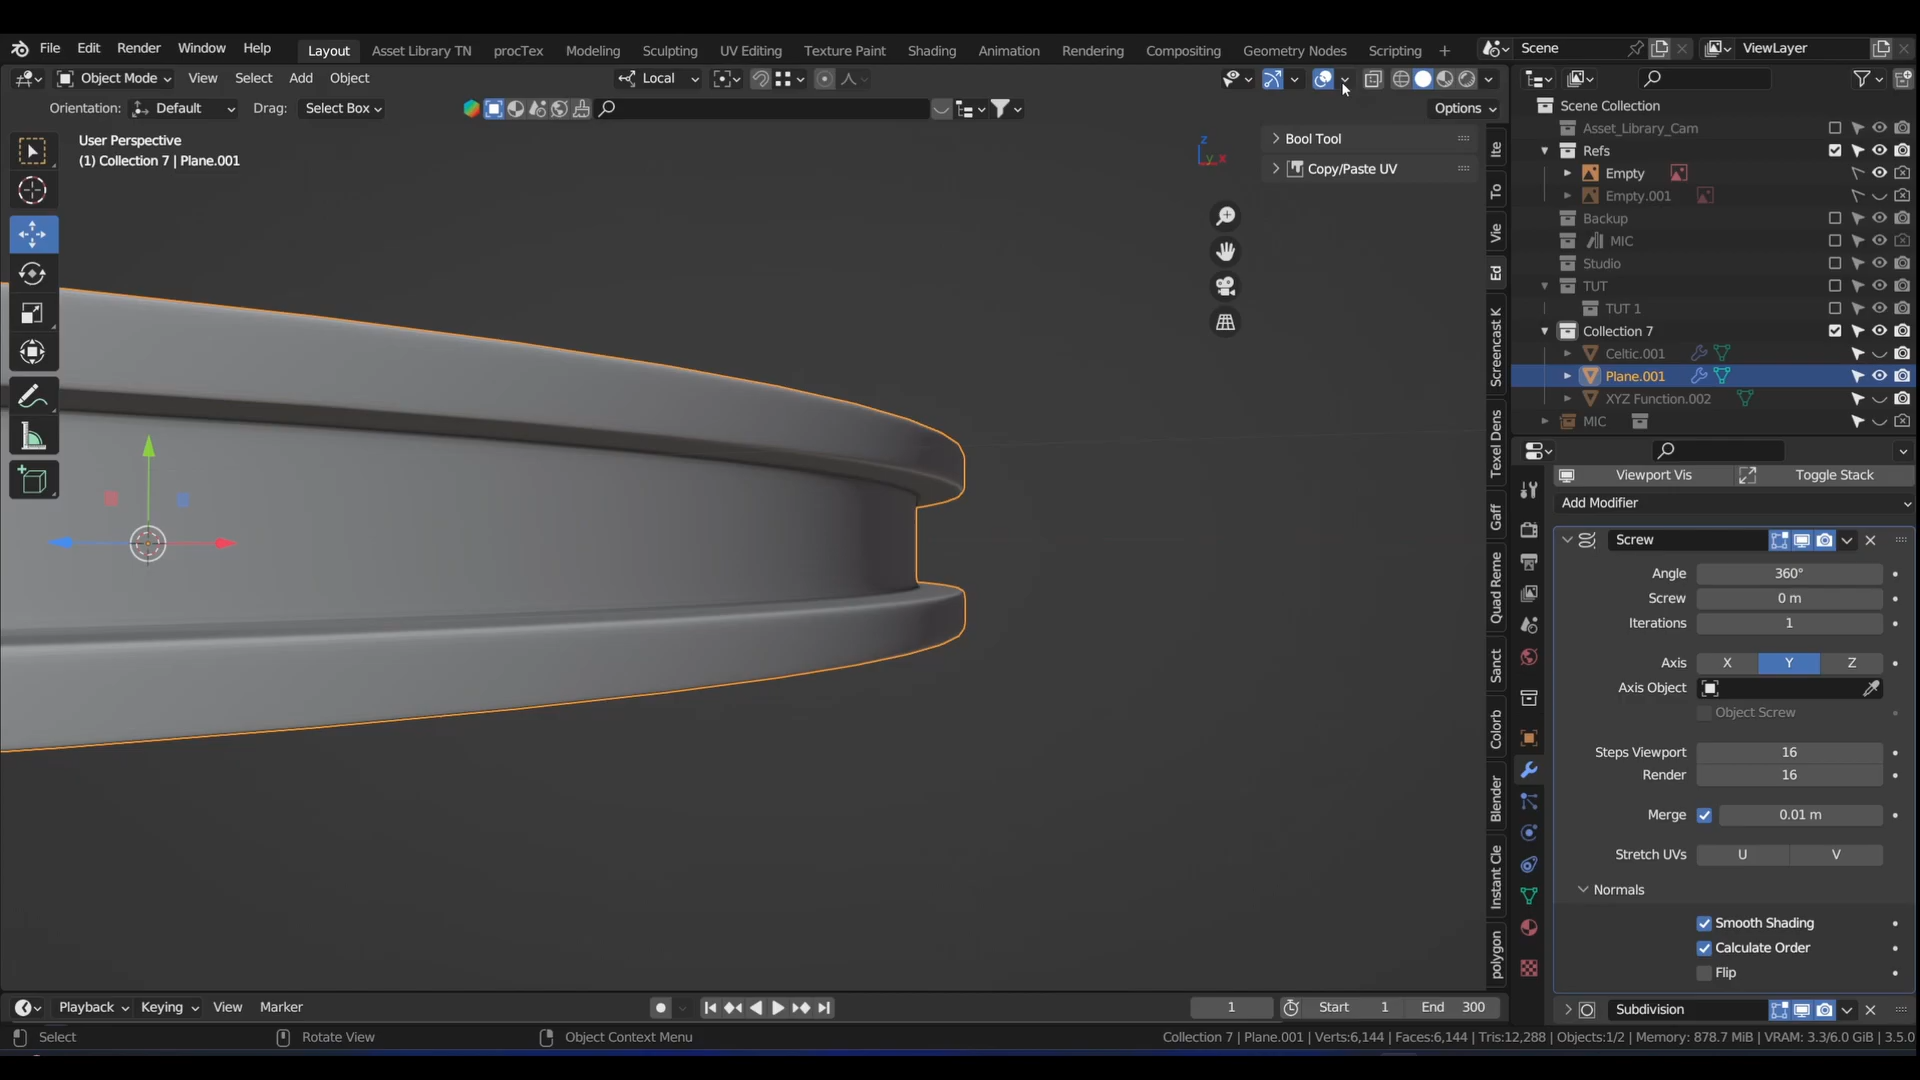 File Edit Render Window Help Layout Asset Library TN procTex Modeling Sculpting UV Editing Texture Paint Shading Animation Rendering Compositing Geometry Nodes Scripting + Scene ViewLayer
Object Mode View Select Add Object Local
Orientation: Default Drag: Select Box Options
User Perspective
(1) Collection 7 | Plane.001
Z
Y X
Bool Tool
Copy/Paste UV
Ite
To
Vie
Ed
Screencast K
Texel Dens
Gaff
Quad Reme
Sanct
Colorb
Blender
Instant Cle
polygon
Scene Collection
Asset_Library_Cam
Refs
Empty
Empty.001
Backup
MIC
Studio
TUT
TUT 1
Collection 7
Celtic.001
Plane.001
XYZ Function.002
MIC
Viewport Vis Toggle Stack
Add Modifier
Screw
Angle 360°
Screw 0 m
Iterations 1
Axis X Y Z
Axis Object
Object Screw
Steps Viewport 16
Render 16
Merge 0.01 m
Stretch UVs U V
Normals
Smooth Shading
Calculate Order
Flip
Subdivision
Playback Keying View Marker 1 Start 1 End 300
Select Rotate View Object Context Menu Collection 7 | Plane.001 | Verts:6,144 | Faces:6,144 | Tris:12,288 | Objects:1/2 | Memory: 878.7 MiB | VRAM: 3.3/6.0 GiB | 3.5.0